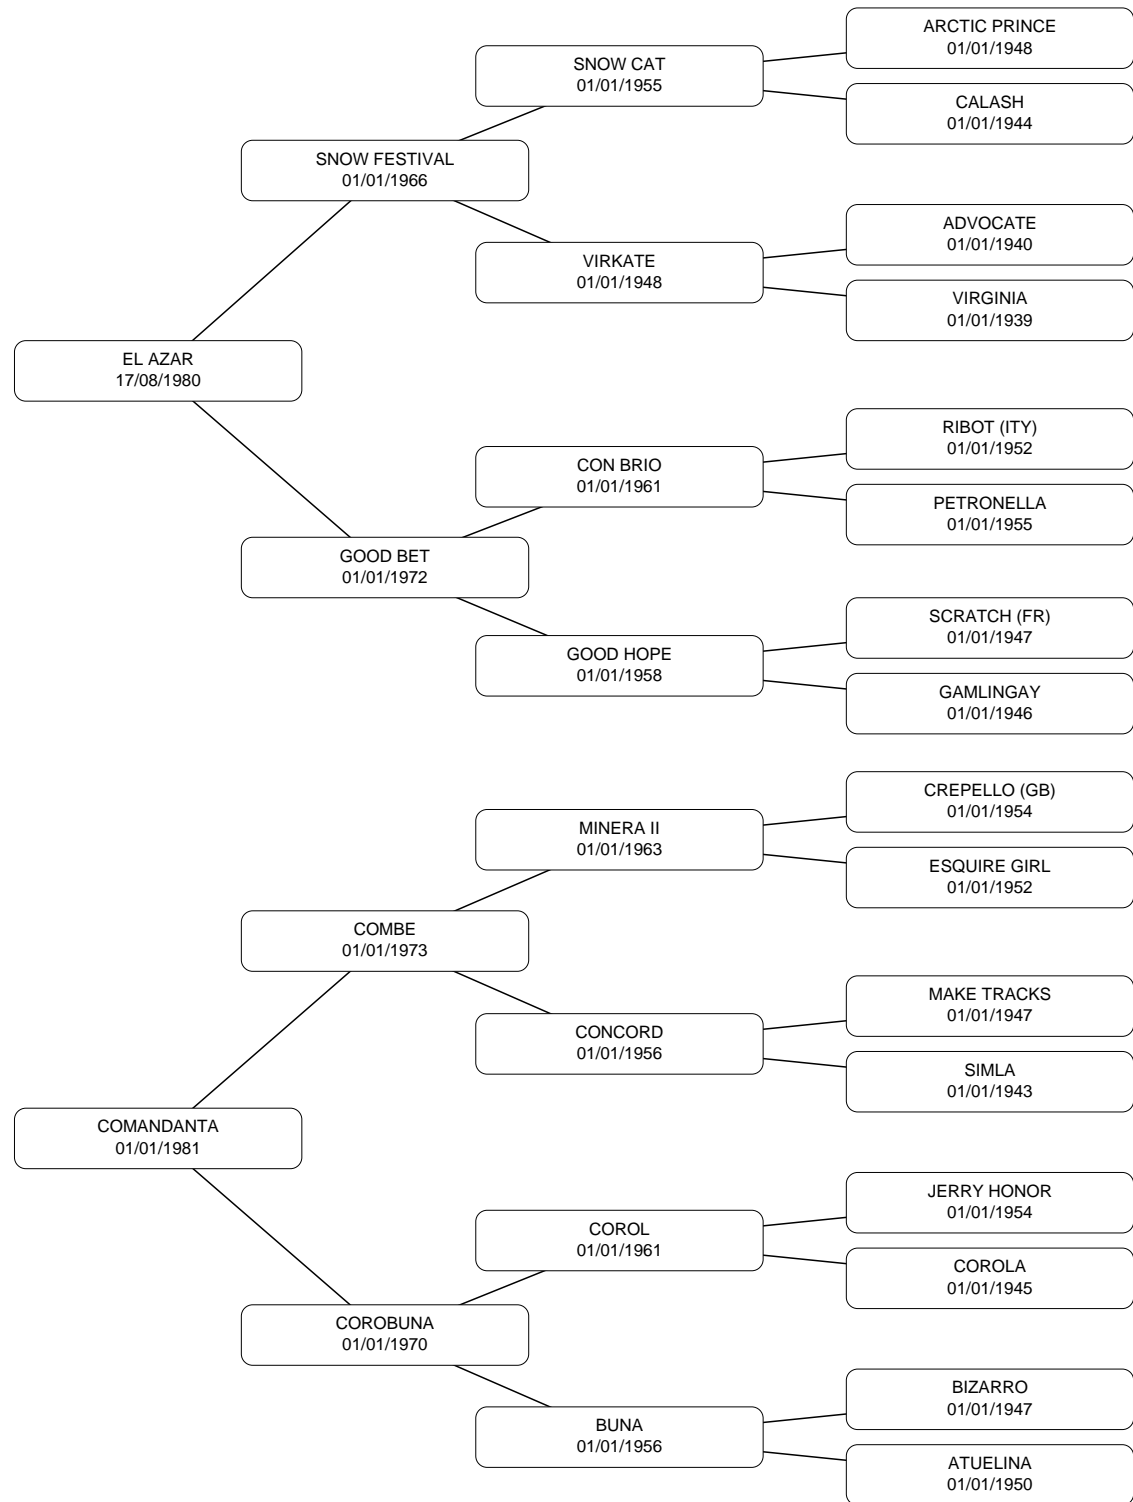 ARCTIC PRINCE
01/01/1948
SNOW CAT
01/01/1955
CALASH
01/01/1944
SNOW FESTIVAL
01/01/1966
ADVOCATE
01/01/1940
VIRKATE
01/01/1948
VIRGINIA
01/01/1939
EL AZAR
17/08/1980
RIBOT (ITY)
01/01/1952
CON BRIO
01/01/1961
PETRONELLA
01/01/1955
GOOD BET
01/01/1972
SCRATCH (FR)
01/01/1947
GOOD HOPE
01/01/1958
GAMLINGAY
01/01/1946
CREPELLO (GB)
01/01/1954
MINERA II
01/01/1963
ESQUIRE GIRL
01/01/1952
COMBE
01/01/1973
MAKE TRACKS
01/01/1947
CONCORD
01/01/1956
SIMLA
01/01/1943
COMANDANTA
01/01/1981
JERRY HONOR
01/01/1954
COROL
01/01/1961
COROLA
01/01/1945
COROBUNA
01/01/1970
BIZARRO
01/01/1947
BUNA
01/01/1956
ATUELINA
01/01/1950